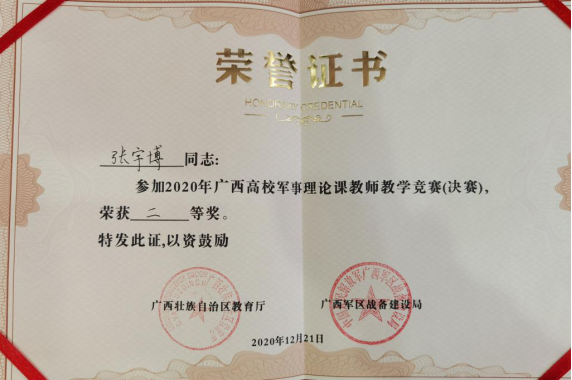 荣誉证书
HONOR CREDENTIAL
张宇博同志:
参加2020年广西高校军事理论课教师教学竞赛(决赛),
荣获二等奖。
特发此证,以资鼓励
广西壮族自治区教育厅
广西军区战备建设局
2020年12月21日